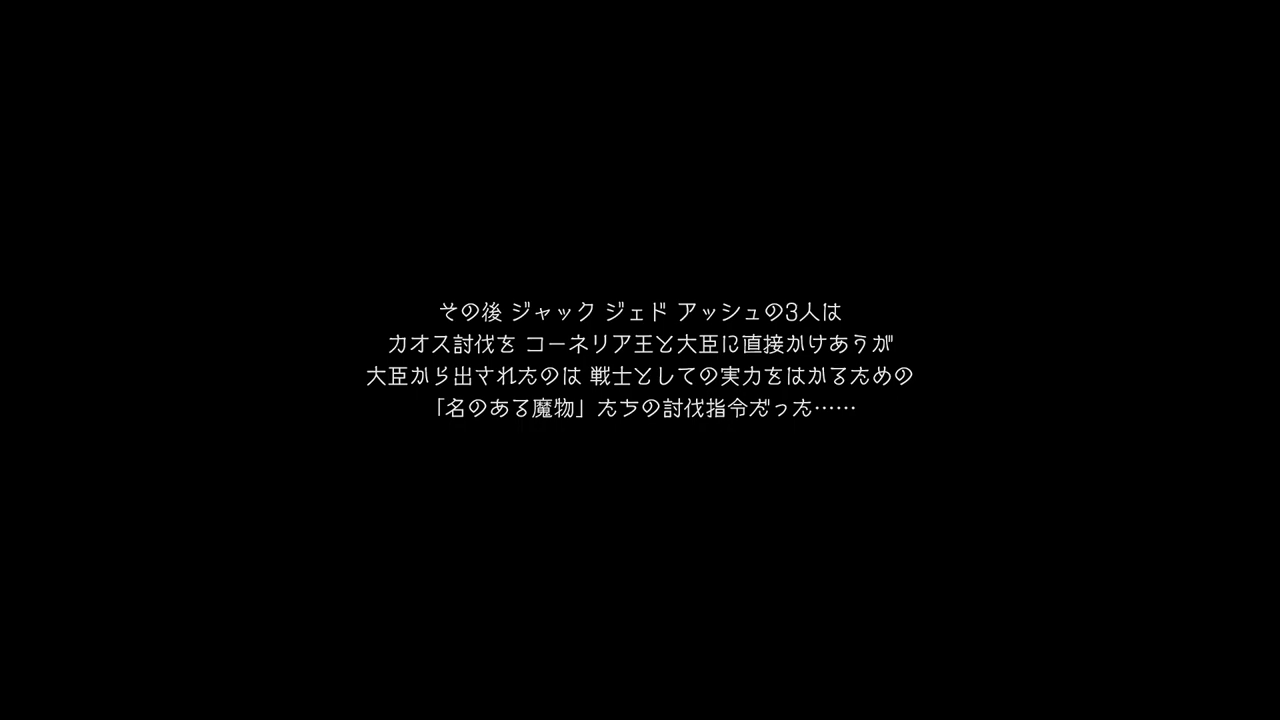 その後 ジャック ジェド アッシュの3人は
カオス討伐を コーネリア王と大臣に直接かけあうが
大臣から出されたのは 戦士としての実力をはかるための
「名のある魔物」たちの討伐指令だった……